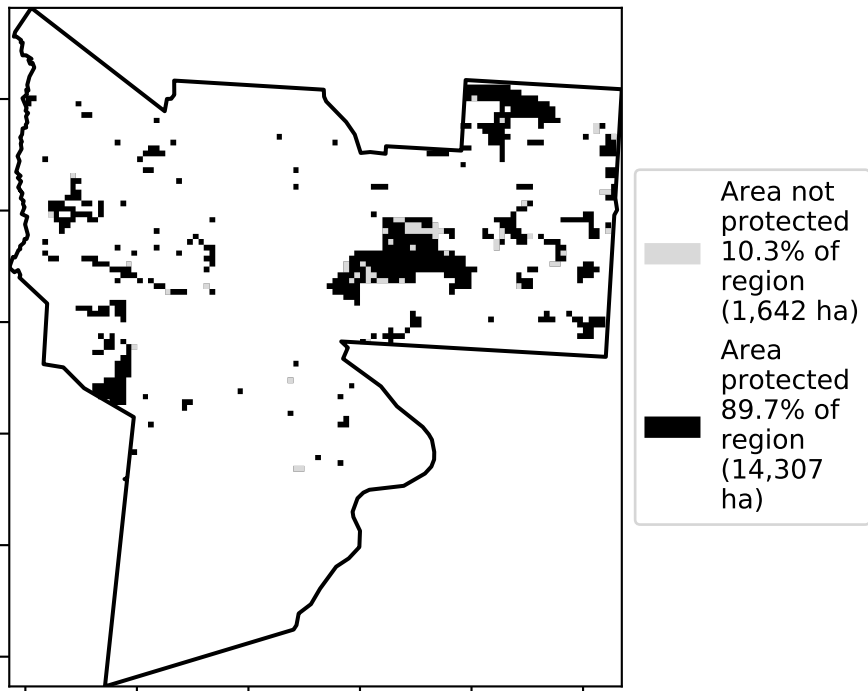 Area not
protected
10.3% of
region
(1,642 ha)
Area
protected
89.7% of
region
(14,307
ha)